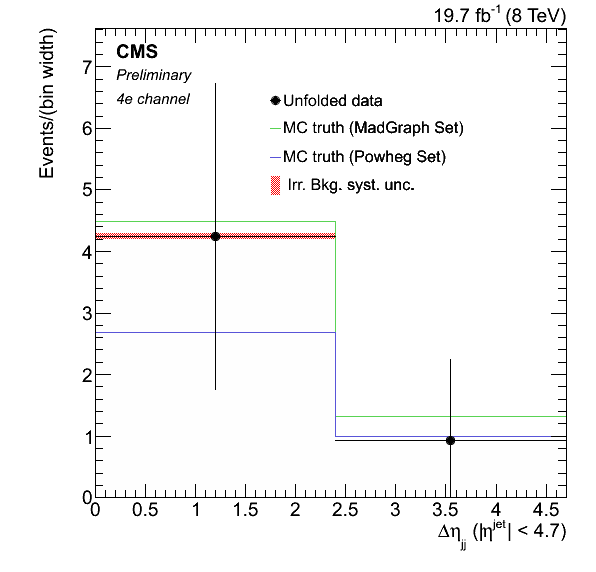 19.7 fb⁻¹ (8 TeV)
Events/(bin width)
CMS
Preliminary
4e channel
Unfolded data
MC truth (MadGraph Set)
MC truth (Powheg Set)
Irr. Bkg. syst. unc.
7
6
5
4
3
2
1
0
0 0.5 1 1.5 2 2.5 3 3.5 4 4.5
Δη_jj (|η^jet| < 4.7)